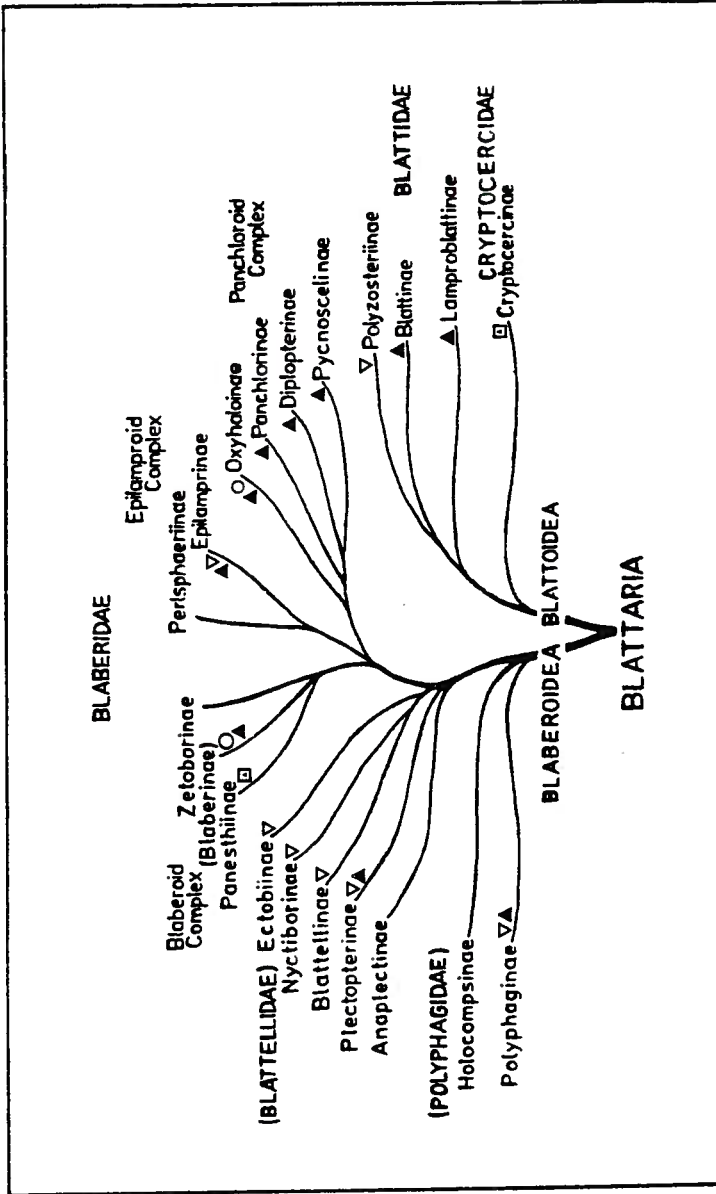 BLABERIDAE
Epilamproid
Complex
Perisphaeriinae
Epilamprinae
Panchloroid
Complex
Oxyhaloinae
Panchlorinae
Diplopterinae
Pycnoscelinae
Blaberoid
Complex
Zetoborinae
(Blaberinae)
Panesthiinae
(BLATTELLIDAE) Ectobiinae
Nyctiborinae
Blattellinae
Plectopterinae
Anaplectinae
(POLYPHAGIDAE)
Holocompsinae
Polyphaginae
Polyzosteriinae
BLATTIDAE
Blattinae
Lamproblattinae
CRYPTOCERCIDAE
Cryptocercinae
BLABEROIDEA BLATTOIDEA
BLATTARIA